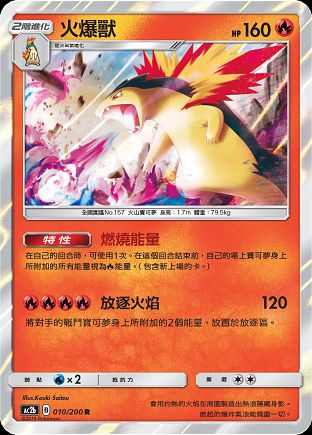 2階進化
火爆獸
HP 160
從火岩鼠進化
全國圖鑑No.157 火山寶可夢 身高:1.7m 體重:79.5kg
特性 燃燒能量
在自己的回合時,可使用1次。在這個回合結束前,自己的場上寶可夢身上
所附加的所有能量視為能量。(包含新上場的卡。)
放逐火焰 120
將對手的戰鬥寶可夢身上所附加的2個能量,放置於放逐區。
弱點 ×2 抵抗力 撤退
Illus.Kouki Saitou
AC2b D 010/200 R
©2019 Pokémon
會用灼熱的火焰在周圍製造出熱浪隱藏身影,
燃起的爆炸氣浪能燒盡一切。